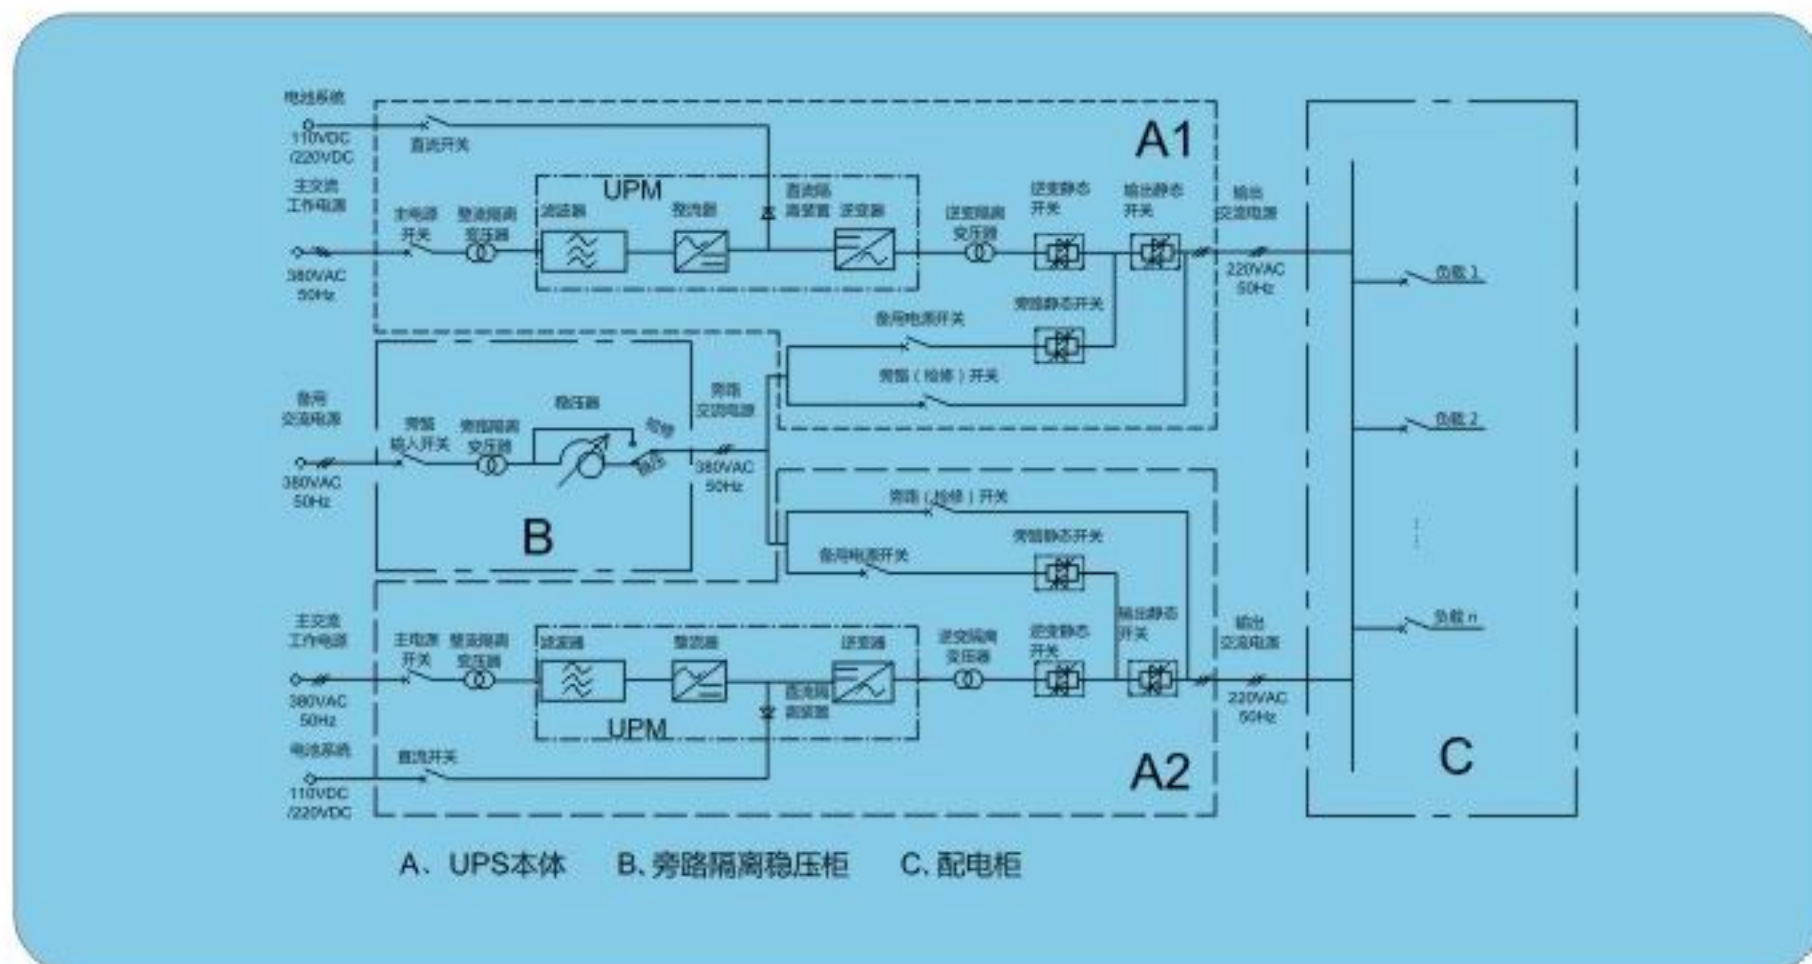 电池系统
110VDC
/220VDC
直流开关
A1
主交流
工作电源
380VAC
50Hz
主电源
开关
整流隔离
变压器
UPM
滤波器
整流器
直流隔
离装置
逆变器
逆变隔离
变压器
逆变静态
开关
输出静态
开关
输出
交流电源
220VAC
50Hz
旁路静态开关
备用电源开关
旁路（检修）开关
备用
交流电源
380VAC
50Hz
旁路
输入开关
旁路隔离
变压器
稳压器
检修
稳压
旁路
交流电源
380VAC
50Hz
B
旁路（检修）开关
旁路静态开关
备用电源开关
主交流
工作电源
380VAC
50Hz
主电源
开关
整流隔离
变压器
滤波器
整流器
逆变器
直流隔
离装置
UPM
逆变隔离
变压器
逆变静态
开关
输出静态
开关
输出
交流电源
220VAC
50Hz
电池系统
110VDC
/220VDC
直流开关
A2
负载 1
负载 2
负载 n
C
A、UPS本体 B、旁路隔离稳压柜 C、配电柜